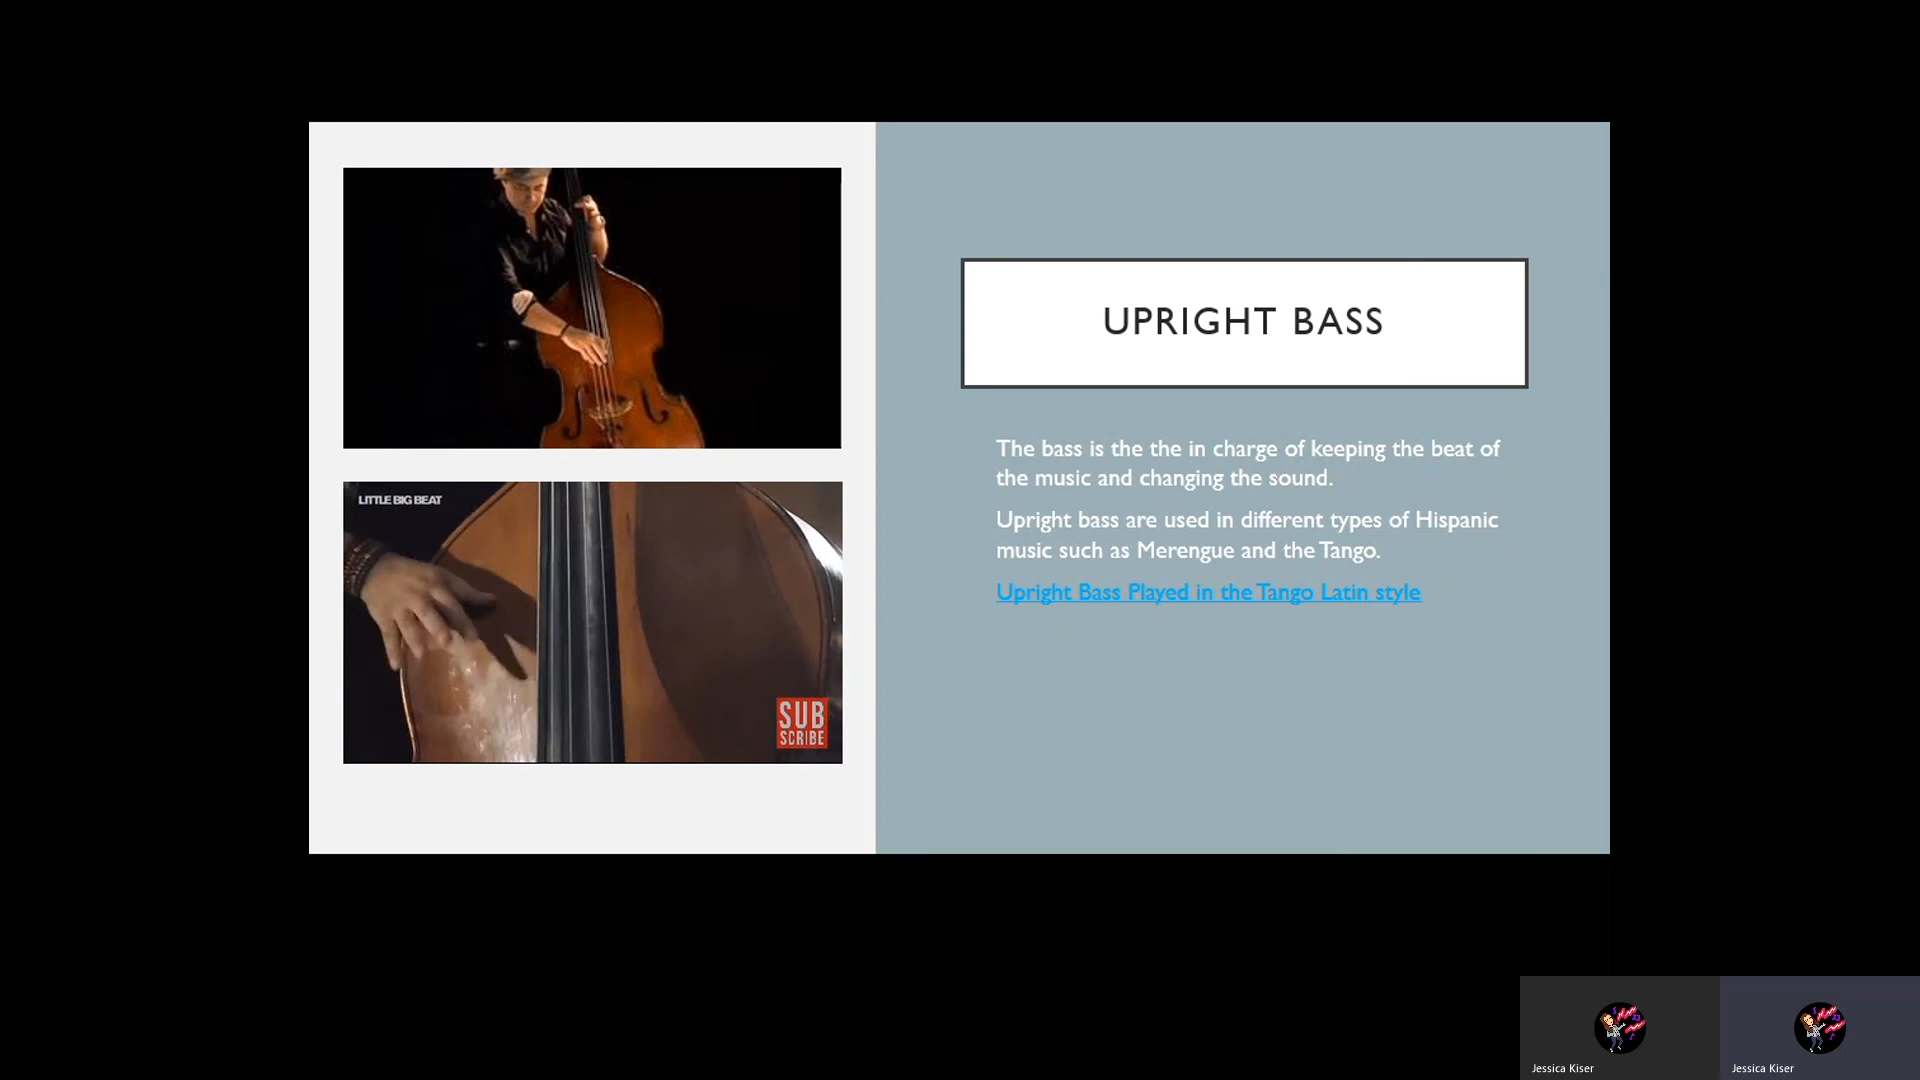 LITTLE BIG BEAT
SUB
SCRIBE
UPRIGHT BASS
The bass is the the in charge of keeping the beat of
the music and changing the sound.
Upright bass are used in different types of Hispanic
music such as Merengue and the Tango.
Upright Bass Played in the Tango Latin style
Jessica Kiser
Jessica Kiser